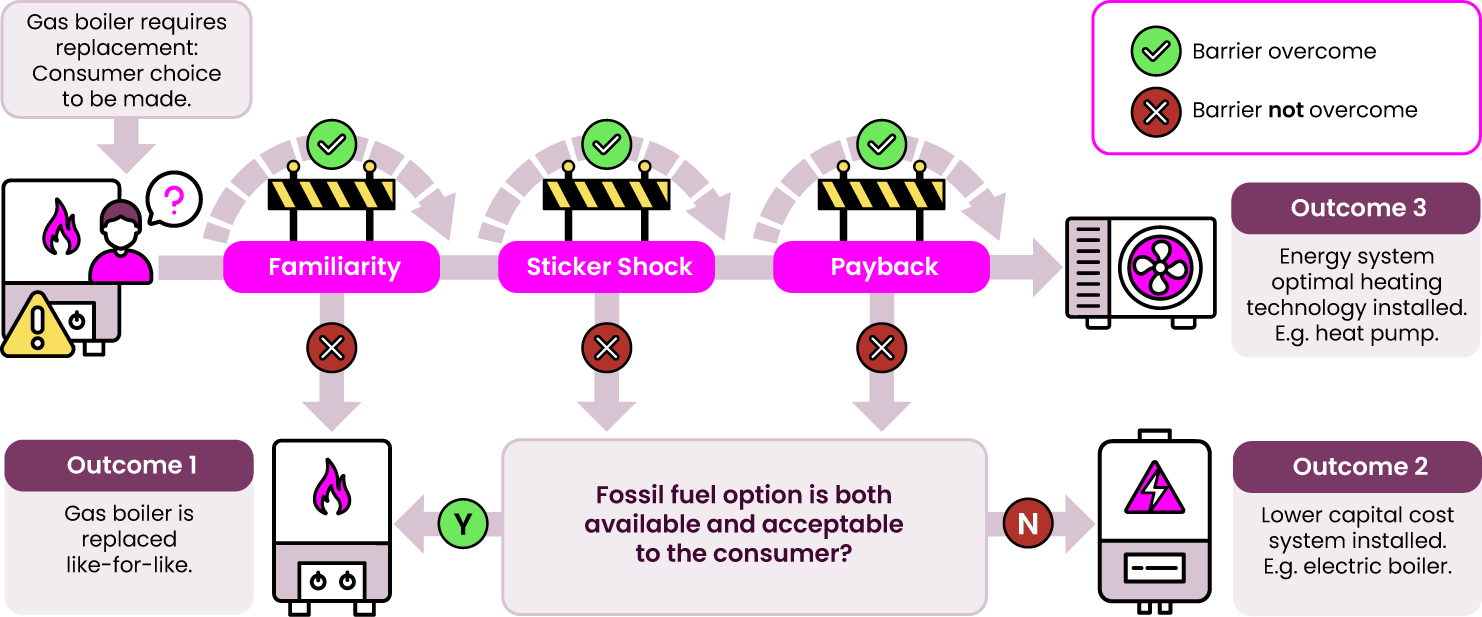 Gas boiler requires
replacement:
Consumer choice
to be made.
Barrier overcome
Barrier not overcome
?
Familiarity
Sticker Shock
Payback
Outcome 3
Energy system
optimal heating
technology installed.
E.g. heat pump.
Outcome 1
Gas boiler is
replaced
like-for-like.
Y
Fossil fuel option is both
available and acceptable
to the consumer?
N
Outcome 2
Lower capital cost
system installed.
E.g. electric boiler.